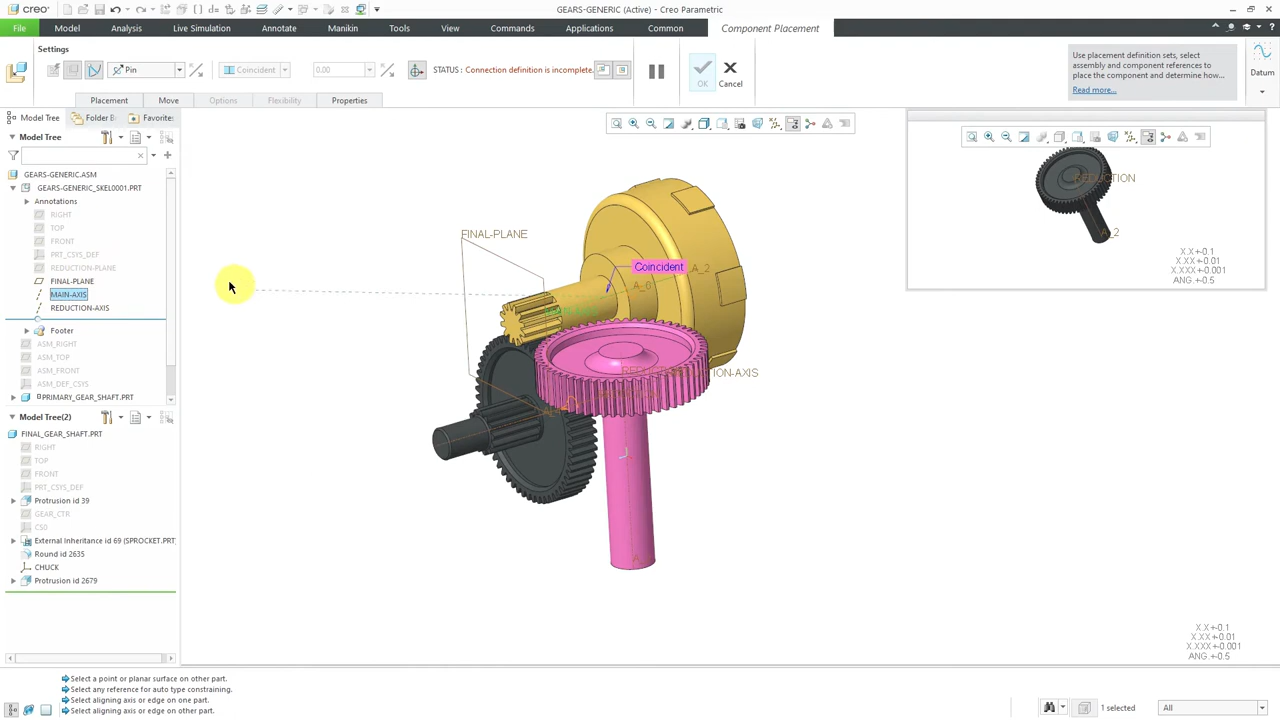 creo
GEARS-GENERIC (Active) - Creo Parametric
File Model Analysis Live Simulation Annotate Manikin Tools View Commands Applications Common Component Placement
Settings
Pin
Coincident
0.00
STATUS : Connection definition is incomplete.
OK
Cancel
Use placement definition sets, select
assembly and component references to
place the component and determine how...
Read more...
Datum
Placement Move Options Flexibility Properties
Model Tree Folder B Favorite
Model Tree
GEARS-GENERIC.ASM
GEARS-GENERIC_SKEL0001.PRT
Annotations
RIGHT
TOP
FRONT
PRT_CSYS_DEF
REDUCTION-PLANE
FINAL-PLANE
MAIN-AXIS
REDUCTION-AXIS
Footer
ASM_RIGHT
ASM_TOP
ASM_FRONT
ASM_DEF_CSYS
PRIMARY_GEAR_SHAFT.PRT
Model Tree(2)
FINAL_GEAR_SHAFT.PRT
RIGHT
TOP
FRONT
PRT_CSYS_DEF
Protrusion id 39
GEAR_CTR
CS0
External Inheritance id 69 (SPROCKET.PRT
Round id 2635
CHUCK
Protrusion id 2679
FINAL-PLANE
Coincident
A_2
A_0
REDUCTION
A_2
X.X+-0.1
X.XX+-0.01
X.XXX+-0.001
ANG.+-0.5
X.X+-0.1
X.XX+-0.01
X.XXX+-0.001
ANG.+-0.5
Select a point or planar surface on other part.
Select any reference for auto type constraining.
Select aligning axis or edge on one part.
Select aligning axis or edge on other part.
1 selected
All